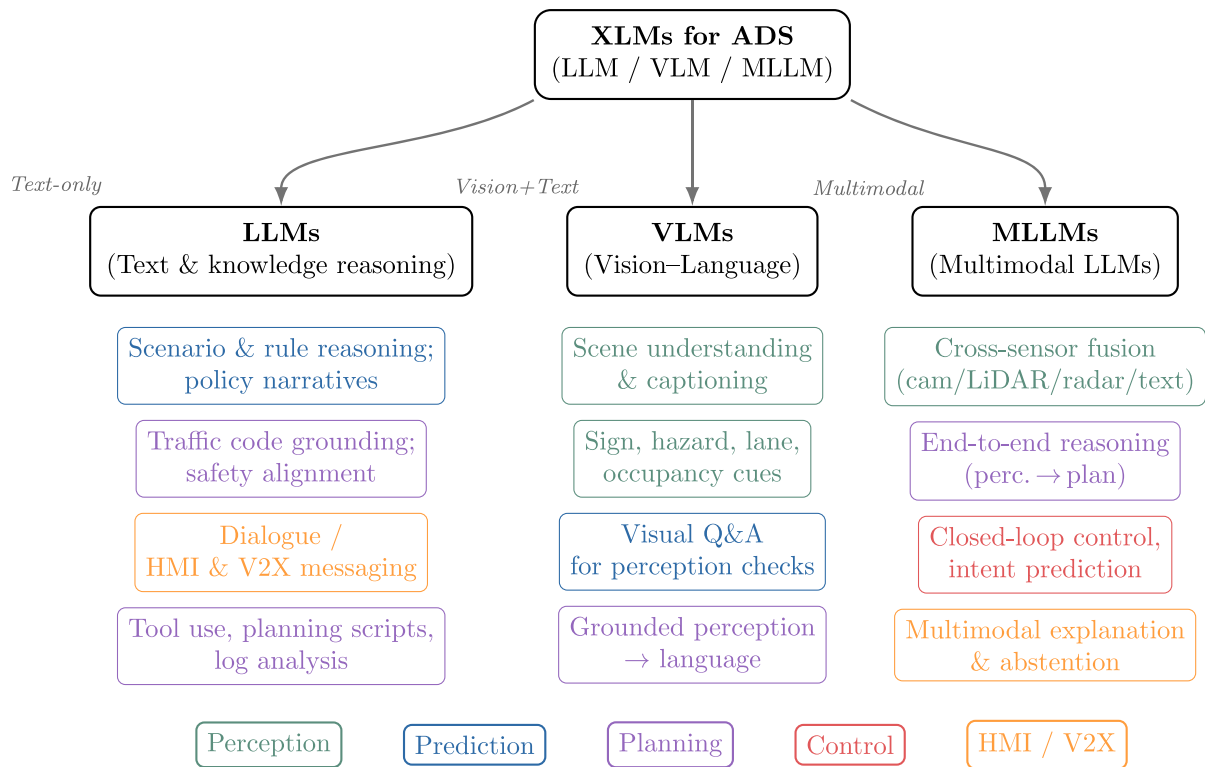 XLMs for ADS
(LLM / VLM / MLLM)
Text-only
Vision+Text
Multimodal
LLMs
(Text & knowledge reasoning)
VLMs
(Vision–Language)
MLLMs
(Multimodal LLMs)
Scenario & rule reasoning;
policy narratives
Traffic code grounding;
safety alignment
Dialogue /
HMI & V2X messaging
Tool use, planning scripts,
log analysis
Scene understanding
& captioning
Sign, hazard, lane,
occupancy cues
Visual Q&A
for perception checks
Grounded perception
→ language
Cross-sensor fusion
(cam/LiDAR/radar/text)
End-to-end reasoning
(perc. → plan)
Closed-loop control,
intent prediction
Multimodal explanation
& abstention
Perception
Prediction
Planning
Control
HMI / V2X